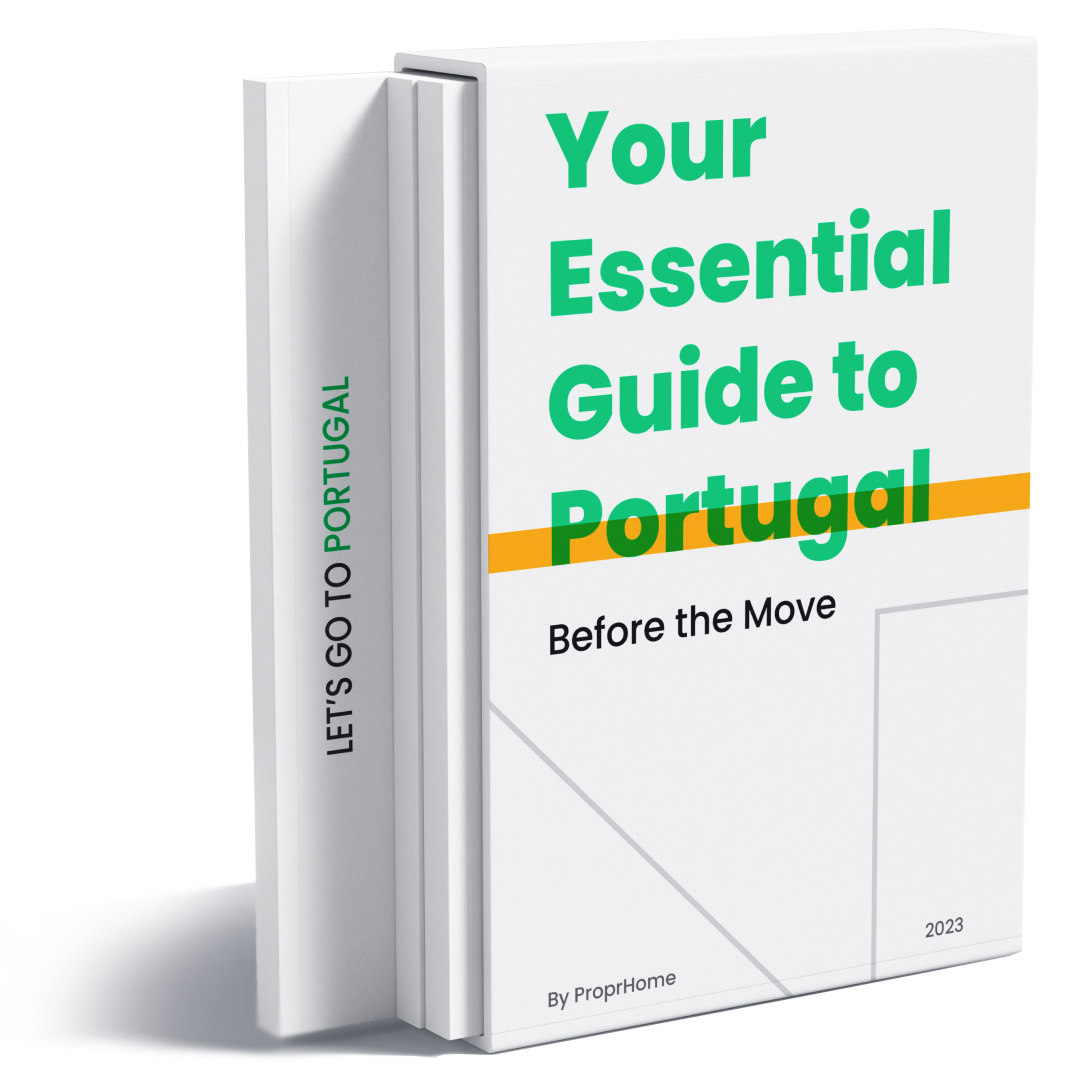 LET'S GO TO PORTUGAL
Your
Essential
Guide to
Portugal
Before the Move
By ProprHome
2023